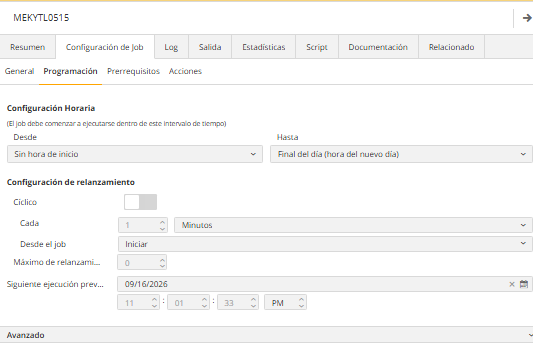 MEKYTL0515
Resumen Configuración de Job Log Salida Estadísticas Script Documentación Relacionado
General Programación Prerrequisitos Acciones
Configuración Horaria
(El job debe comenzar a ejecutarse dentro de este intervalo de tiempo)
Desde Hasta
Sin hora de inicio Final del día (hora del nuevo día)
Configuración de relanzamiento
Cíclico
Cada 1 Minutos
Desde el job Iniciar
Máximo de relanzami... 0
Siguiente ejecución prev... 09/16/2026
11 : 01 : 33 PM
Avanzado